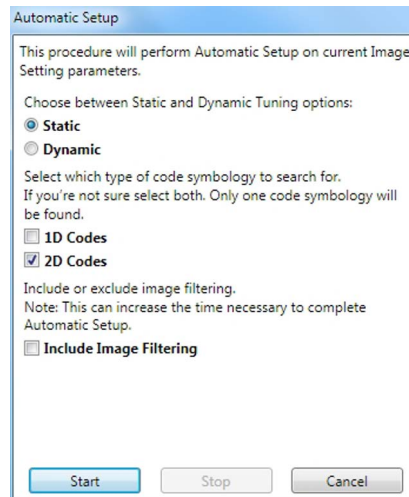 Automatic Setup
This procedure will perform Automatic Setup on current Image
Setting parameters.
Choose between Static and Dynamic Tuning options:
Static
Dynamic
Select which type of code symbology to search for.
If you're not sure select both. Only one code symbology will
be found.
1D Codes
2D Codes
Include or exclude image filtering.
Note: This can increase the time necessary to complete
Automatic Setup.
Include Image Filtering
Start Stop Cancel